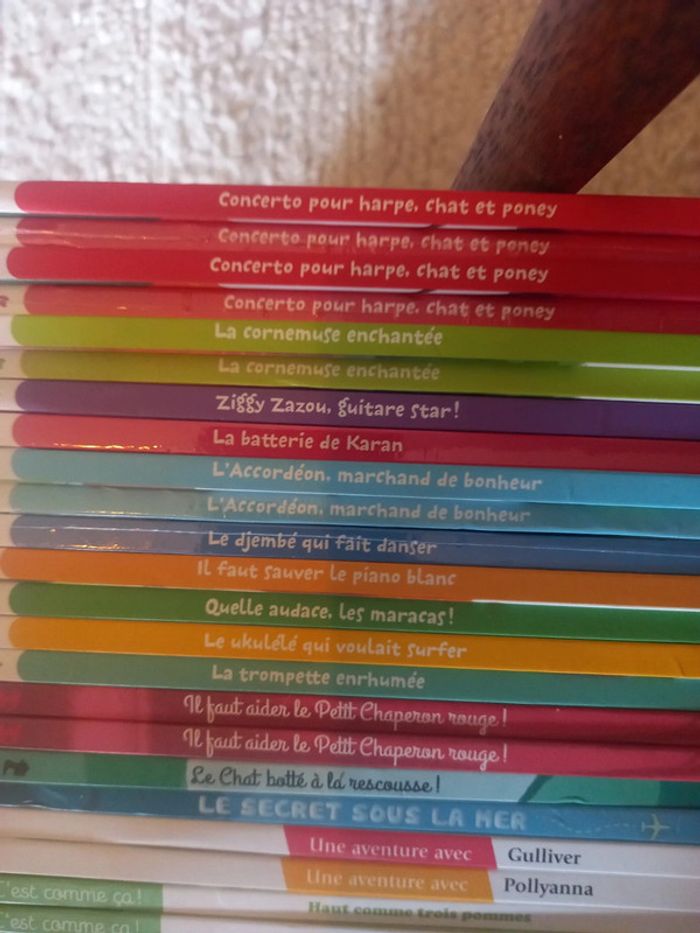 Concerto pour harpe, chat et poney
Concerto pour harpe, chat et poney
Concerto pour harpe, chat et poney
Concerto pour harpe, chat et poney
La cornemuse enchantée
La cornemuse enchantée
Ziggy Zazou, guitare star!
La batterie de Karan
L'Accordéon, marchand de bonheur
L'Accordéon, marchand de bonheur
Le djembé qui fait danser
Il faut sauver le piano blanc
Quelle audace, les maracas!
Le ukulélé qui voulait surfer
La trompette enrhumée
Il faut aider le Petit Chaperon rouge!
Il faut aider le Petit Chaperon rouge!
Le Chat botté à la rescousse!
LE SECRET SOUS LA MER
Une aventure avec Gulliver
Une aventure avec Pollyanna
C'est comme ça! Haut comme trois pommes
C'est comme ça!